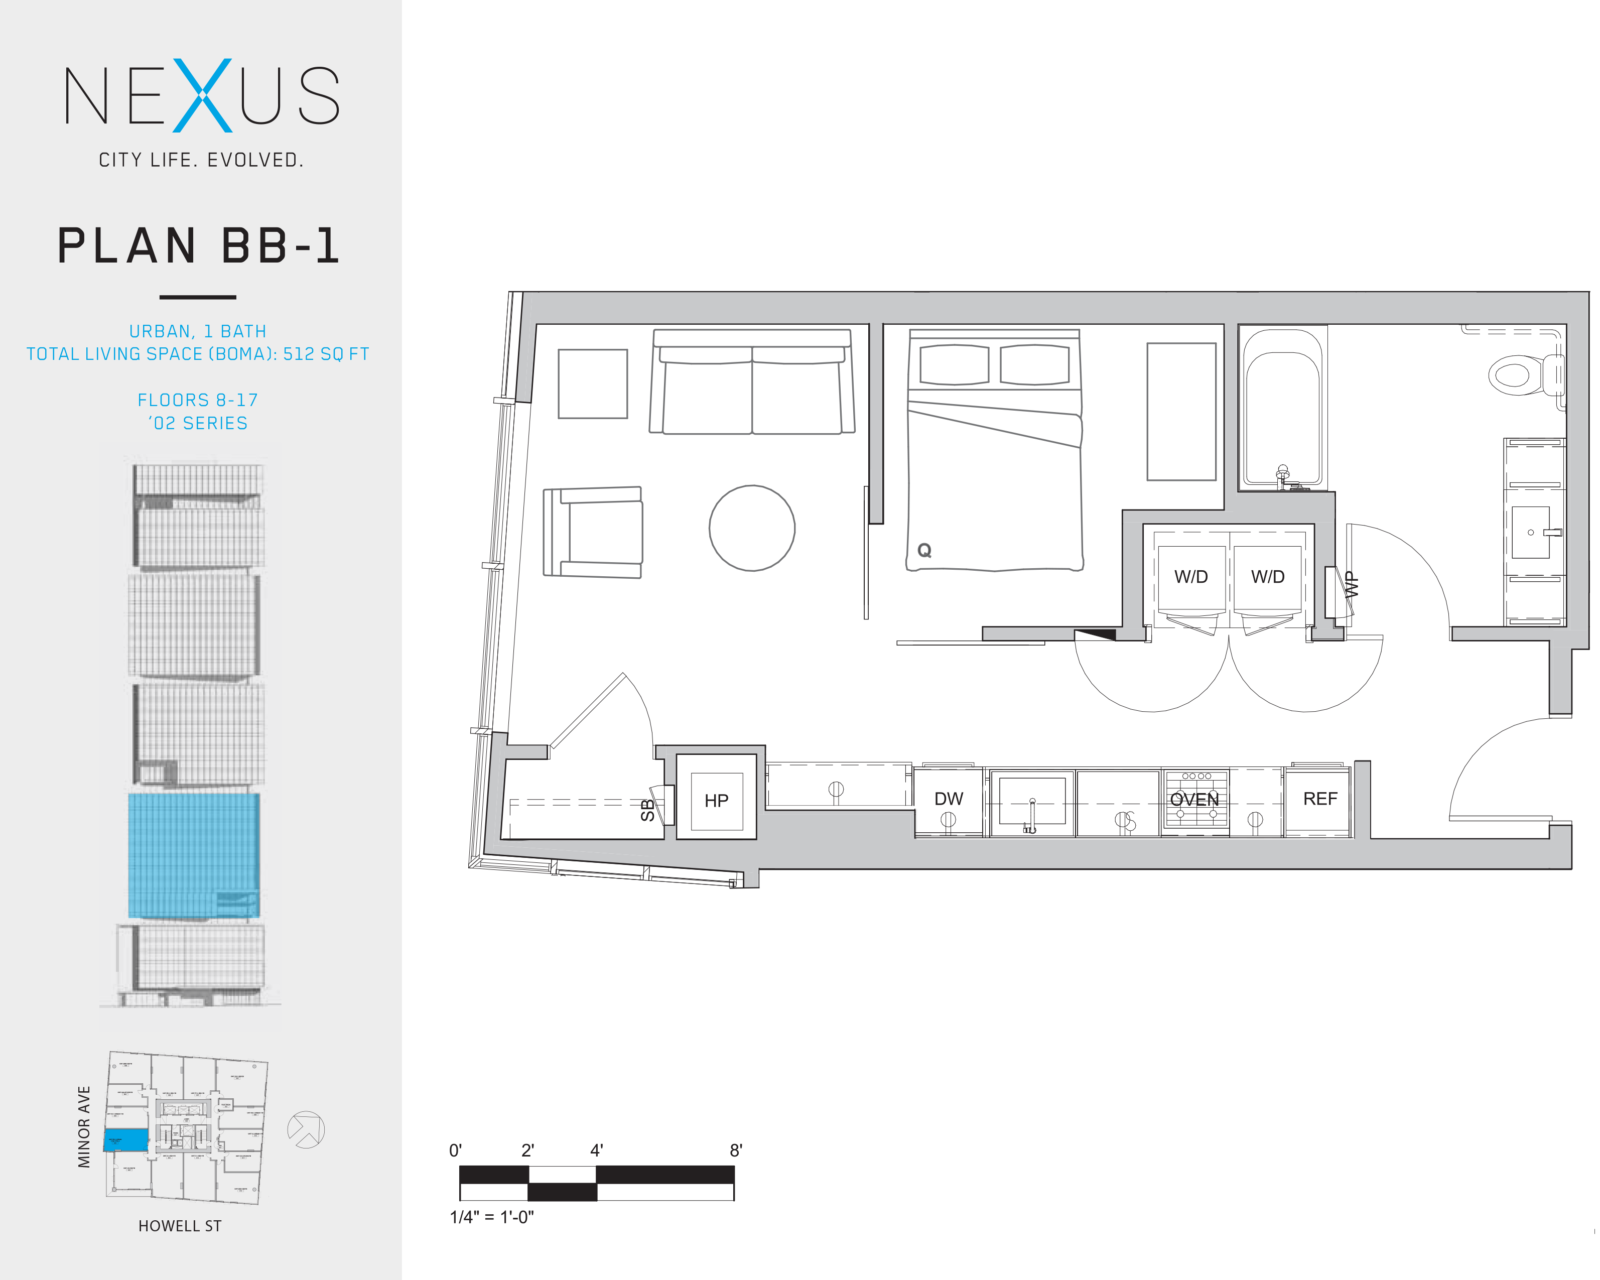 NEXUS
CITY LIFE. EVOLVED.
PLAN BB-1
URBAN, 1 BATH
TOTAL LIVING SPACE (BOMA): 512 SQ FT
FLOORS 8-17
‘02 SERIES
MINOR AVE
HOWELL ST
Q
W/D
W/D
WP
SB
HP
DW
OVEN
REF
0' 2' 4' 8'
1/4" = 1'-0"